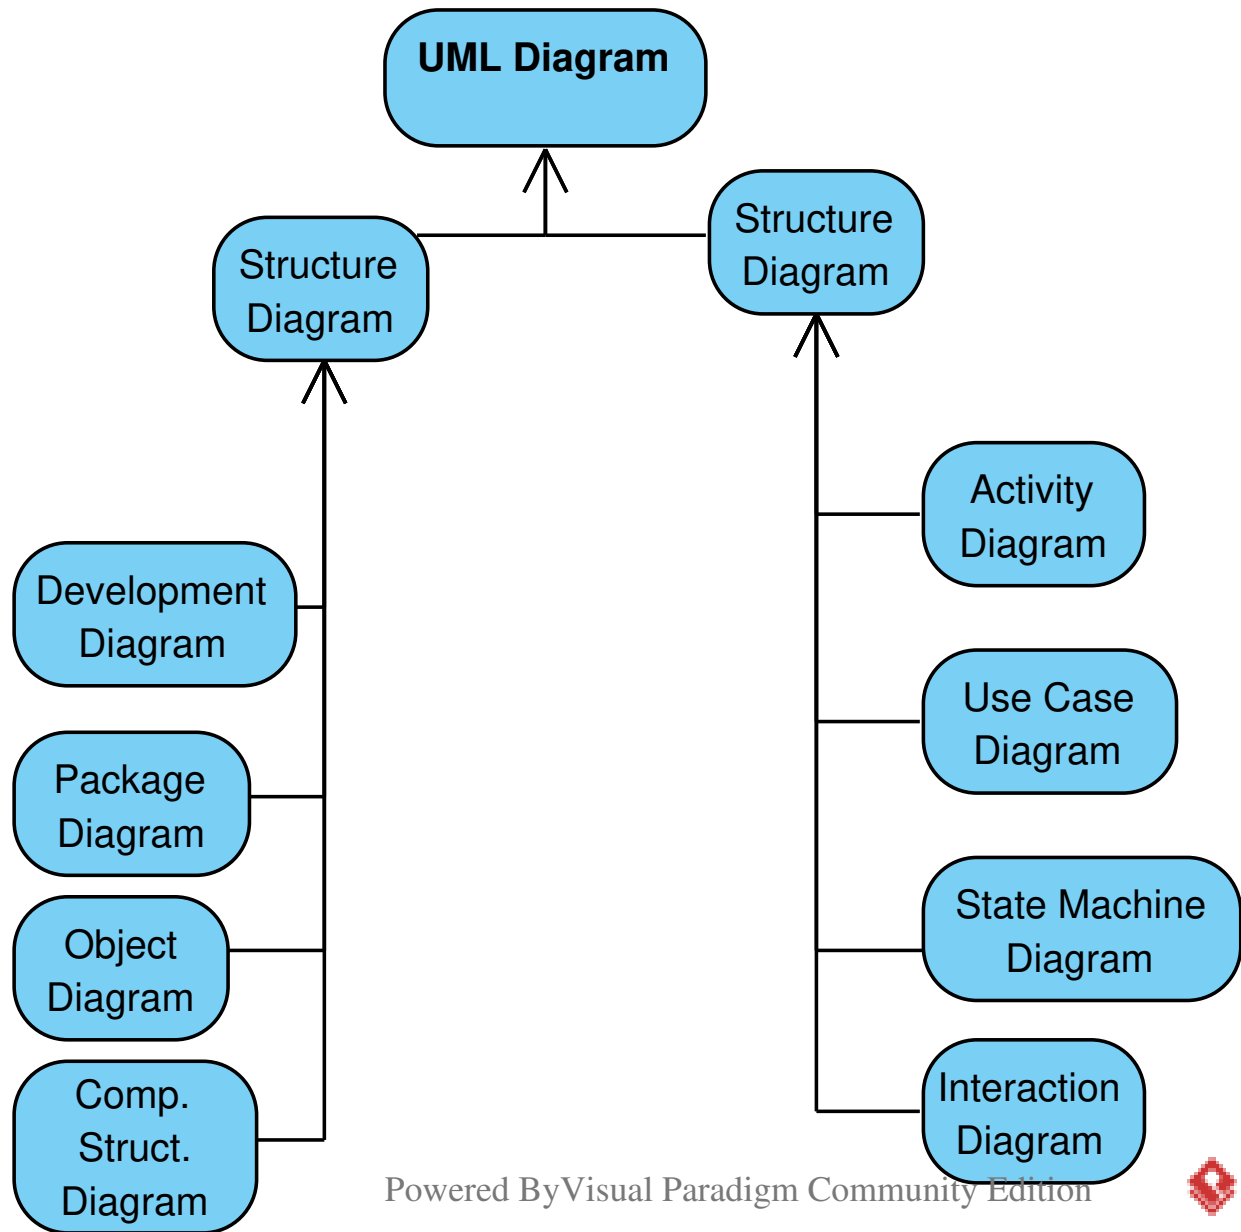 UML Diagram
Structure
Diagram
Structure
Diagram
Development
Diagram
Package
Diagram
Object
Diagram
Comp.
Struct.
Diagram
Activity
Diagram
Use Case
Diagram
State Machine
Diagram
Interaction
Diagram
Powered ByVisual Paradigm Community Edition